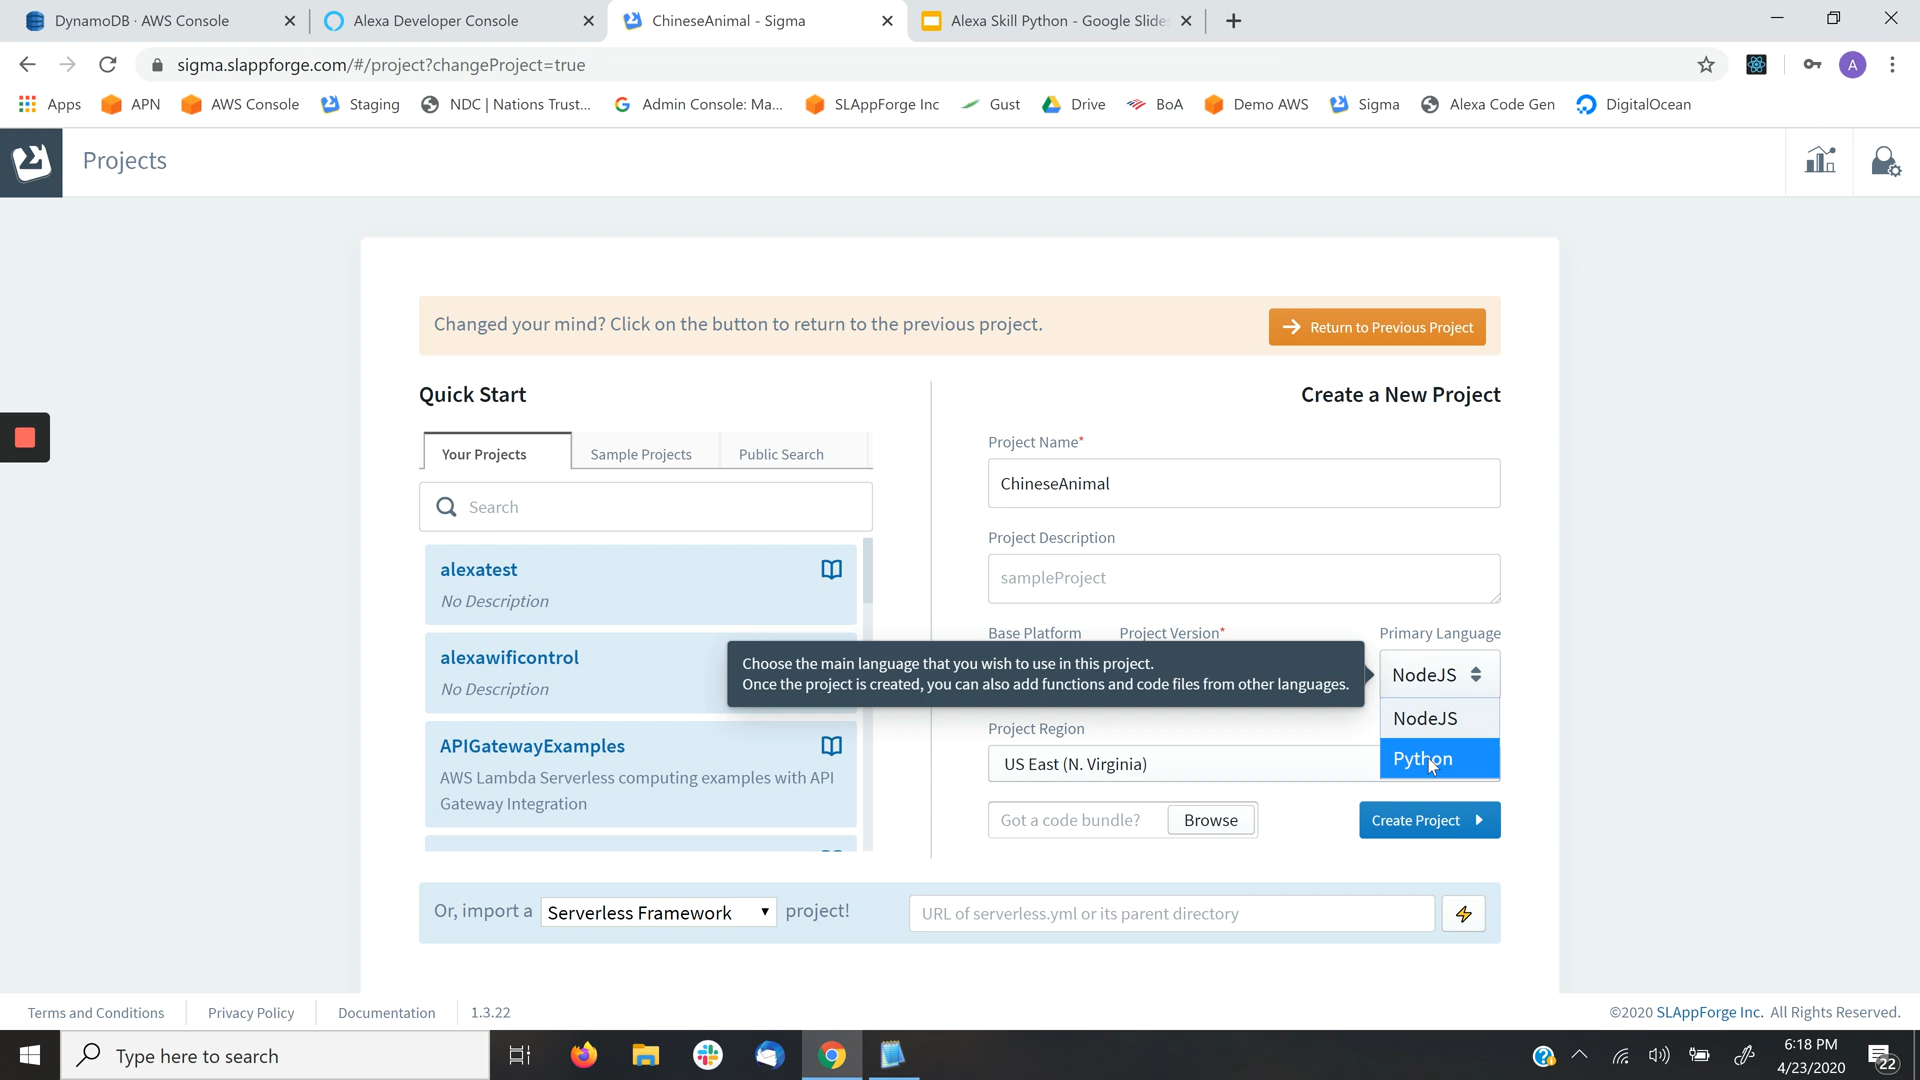 DynamoDB · AWS Console
Alexa Developer Console
ChineseAnimal - Sigma
Alexa Skill Python - Google Slide
sigma.slappforge.com/#/project?changeProject=true
A
Apps
APN
AWS Console
Staging
NDC | Nations Trust...
Admin Console: Ma...
SLAppForge Inc
Gust
Drive
BoA
Demo AWS
Sigma
Alexa Code Gen
DigitalOcean
Projects
Changed your mind? Click on the button to return to the previous project.
Return to Previous Project
Quick Start
Create a New Project
Your Projects
Sample Projects
Public Search
Search
alexatest
No Description
alexawificontrol
No Description
APIGatewayExamples
AWS Lambda Serverless computing examples with API
Gateway Integration
Project Name*
ChineseAnimal
Project Description
sampleProject
Base Platform
Project Version*
Primary Language
Choose the main language that you wish to use in this project.
Once the project is created, you can also add functions and code files from other languages.
NodeJS
NodeJS
Python
Project Region
US East (N. Virginia)
Got a code bundle?
Browse
Create Project
Or, import a
Serverless Framework
project!
URL of serverless.yml or its parent directory
Terms and Conditions
Privacy Policy
Documentation
1.3.22
©2020 SLAppForge Inc. All Rights Reserved.
Type here to search
6:18 PM
4/23/2020
22